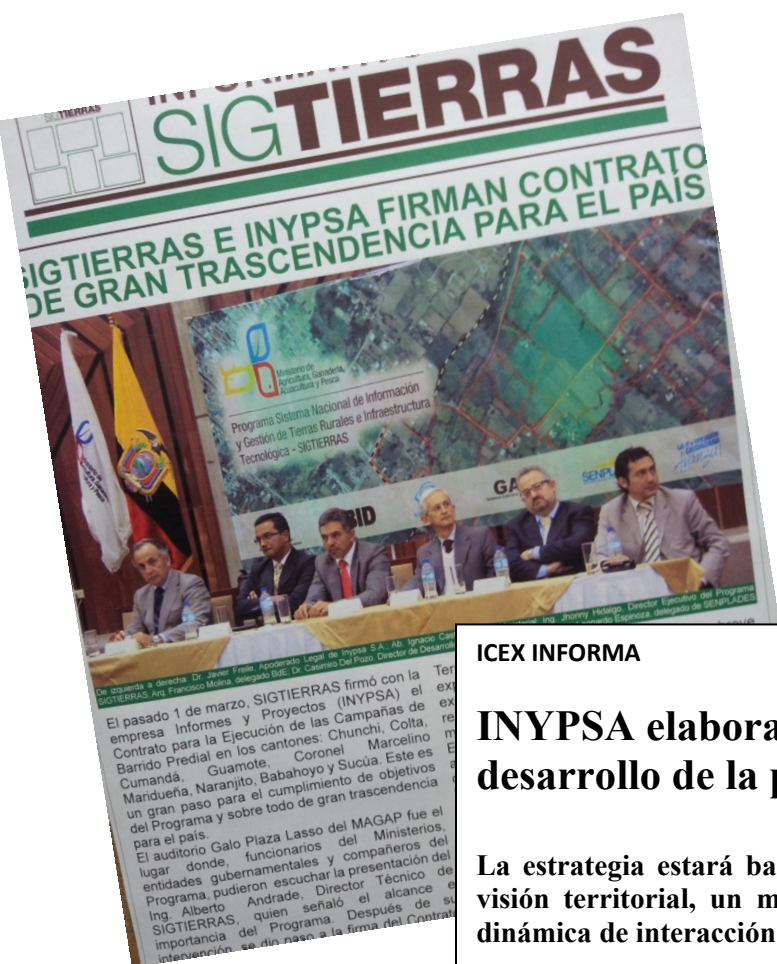 SIGTIERRAS
SIGTIERRAS
SIGTIERRAS E INYPSA FIRMAN CONTRATO
DE GRAN TRASCENDENCIA PARA EL PAÍS
Ministerio de
Agricultura, Ganadería,
Acuacultura y Pesca
Programa Sistema Nacional de Información
y Gestión de Tierras Rurales e Infraestructura
Tecnológica - SIGTIERRAS
BID
De izquierda a derecha: Dr. Javier Freile, Apoderado Legal de Inypsa S.A.; Ab. Ignacio
Ing. Jhonny Hidalgo, Director Ejecutivo del Programa
SIGTIERRAS; Arq. Francisco Molina, delegado BdE; Dr. Casimiro Del Pozo, Director de
Espinoza, delegado de SENPLADES
El pasado 1 de marzo, SIGTIERRAS firmó con la
empresa Informes y Proyectos (INYPSA) el
Contrato para la Ejecución de las Campañas de
Barrido Predial en los cantones: Chunchi, Colta,
Cumandá, Guamote, Coronel Marcelino
Maridueña, Naranjito, Babahoyo y Sucúa. Este es
un gran paso para el cumplimiento de objetivos
del Programa y sobre todo de gran trascendencia
para el país.
El auditorio Galo Plaza Lasso del MAGAP fue el
lugar donde, funcionarios del Ministerios,
entidades gubernamentales y compañeros del
Programa, pudieron escuchar la presentación del
Ing. Alberto Andrade, Director Técnico de
SIGTIERRAS, quien señaló el alcance e
importancia del Programa. Después de su
intervención, se dio paso a la firma del Contrato
ICEX INFORMA
INYPSA elabora
desarrollo de la
La estrategia estará
visión territorial, un
dinámica de interacción